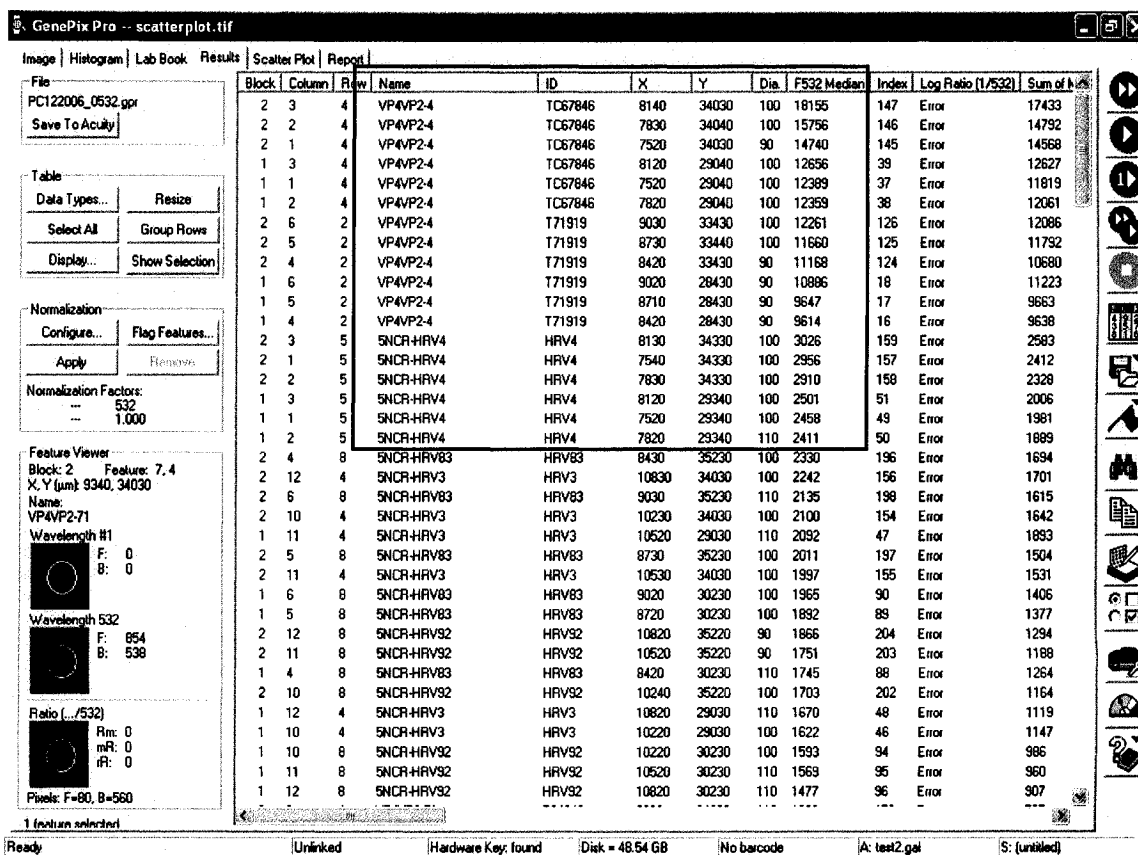 GenePix Pro -- scatterplot.tif
Image Histogram Lab Book Results Scatter Plot Report
File
PC122006_0532.gpr
Save To Acuity
Table
Data Types... Resize
Select All Group Rows
Display... Show Selection
Normalization
Configure... Flag Features...
Apply Remove
Normalization Factors:
--- 532
--- 1.000
Feature Viewer
Block: 2 Feature: 7, 4
X, Y (µm): 9340, 34030
Name:
VP4VP2-71
Wavelength #1
F: 0
B: 0
Wavelength 532
F: 854
B: 538
Ratio (.../532)
Rm: 0
mR: 0
rR: 0
Pixels: F=80, B=560
1 feature selected
Block Column Row Name ID X Y Dia. F532 Median Index Log Ratio (1/532) Sum of M
2 3 4 VP4VP2-4 TC67846 8140 34030 100 18155 147 Error 17433
2 2 4 VP4VP2-4 TC67846 7830 34040 100 15756 146 Error 14792
2 1 4 VP4VP2-4 TC67846 7520 34030 90 14740 145 Error 14568
1 3 4 VP4VP2-4 TC67846 8120 29040 100 12656 39 Error 12627
1 1 4 VP4VP2-4 TC67846 7520 29040 100 12389 37 Error 11819
1 2 4 VP4VP2-4 TC67846 7820 29040 100 12359 38 Error 12061
2 6 2 VP4VP2-4 T71919 9030 33430 100 12261 126 Error 12086
2 5 2 VP4VP2-4 T71919 8730 33440 100 11660 125 Error 11792
2 4 2 VP4VP2-4 T71919 8420 33430 90 11168 124 Error 10680
1 6 2 VP4VP2-4 T71919 9020 28430 90 10886 18 Error 11223
1 5 2 VP4VP2-4 T71919 8710 28430 90 9647 17 Error 9663
1 4 2 VP4VP2-4 T71919 8420 28430 90 9614 16 Error 9638
2 3 5 5NCR-HRV4 HRV4 8130 34330 100 3026 159 Error 2583
2 1 5 5NCR-HRV4 HRV4 7540 34330 100 2956 157 Error 2412
2 2 5 5NCR-HRV4 HRV4 7830 34330 100 2910 158 Error 2328
1 3 5 5NCR-HRV4 HRV4 8120 29340 100 2501 51 Error 2006
1 1 5 5NCR-HRV4 HRV4 7520 29340 100 2458 49 Error 1981
1 2 5 5NCR-HRV4 HRV4 7820 29340 110 2411 50 Error 1889
2 4 8 5NCR-HRV83 HRV83 8430 35230 100 2330 196 Error 1694
2 12 4 5NCR-HRV3 HRV3 10830 34030 100 2242 156 Error 1701
2 6 8 5NCR-HRV83 HRV83 9030 35230 110 2135 198 Error 1615
2 10 4 5NCR-HRV3 HRV3 10230 34030 100 2100 154 Error 1642
1 11 4 5NCR-HRV3 HRV3 10520 29030 110 2092 47 Error 1893
2 5 8 5NCR-HRV83 HRV83 8730 35230 100 2011 197 Error 1504
2 11 4 5NCR-HRV3 HRV3 10530 34030 100 1997 155 Error 1531
1 6 8 5NCR-HRV83 HRV83 9020 30230 100 1965 90 Error 1406
1 5 8 5NCR-HRV83 HRV83 8720 30230 100 1892 89 Error 1377
2 12 8 5NCR-HRV92 HRV92 10820 35220 90 1866 204 Error 1294
2 11 8 5NCR-HRV92 HRV92 10520 35220 90 1751 203 Error 1188
1 4 8 5NCR-HRV83 HRV83 8420 30230 110 1745 88 Error 1264
2 10 8 5NCR-HRV92 HRV92 10240 35220 100 1703 202 Error 1164
1 12 4 5NCR-HRV3 HRV3 10820 29030 110 1670 48 Error 1119
1 10 4 5NCR-HRV3 HRV3 10220 29030 100 1622 46 Error 1147
1 10 8 5NCR-HRV92 HRV92 10220 30230 100 1593 94 Error 986
1 11 8 5NCR-HRV92 HRV92 10520 30230 110 1569 95 Error 960
1 12 8 5NCR-HRV92 HRV92 10820 30230 110 1477 96 Error 907
Ready Unlinked Hardware Key: found Disk = 48.54 GB No barcode A: test2.gal S: (untitled)